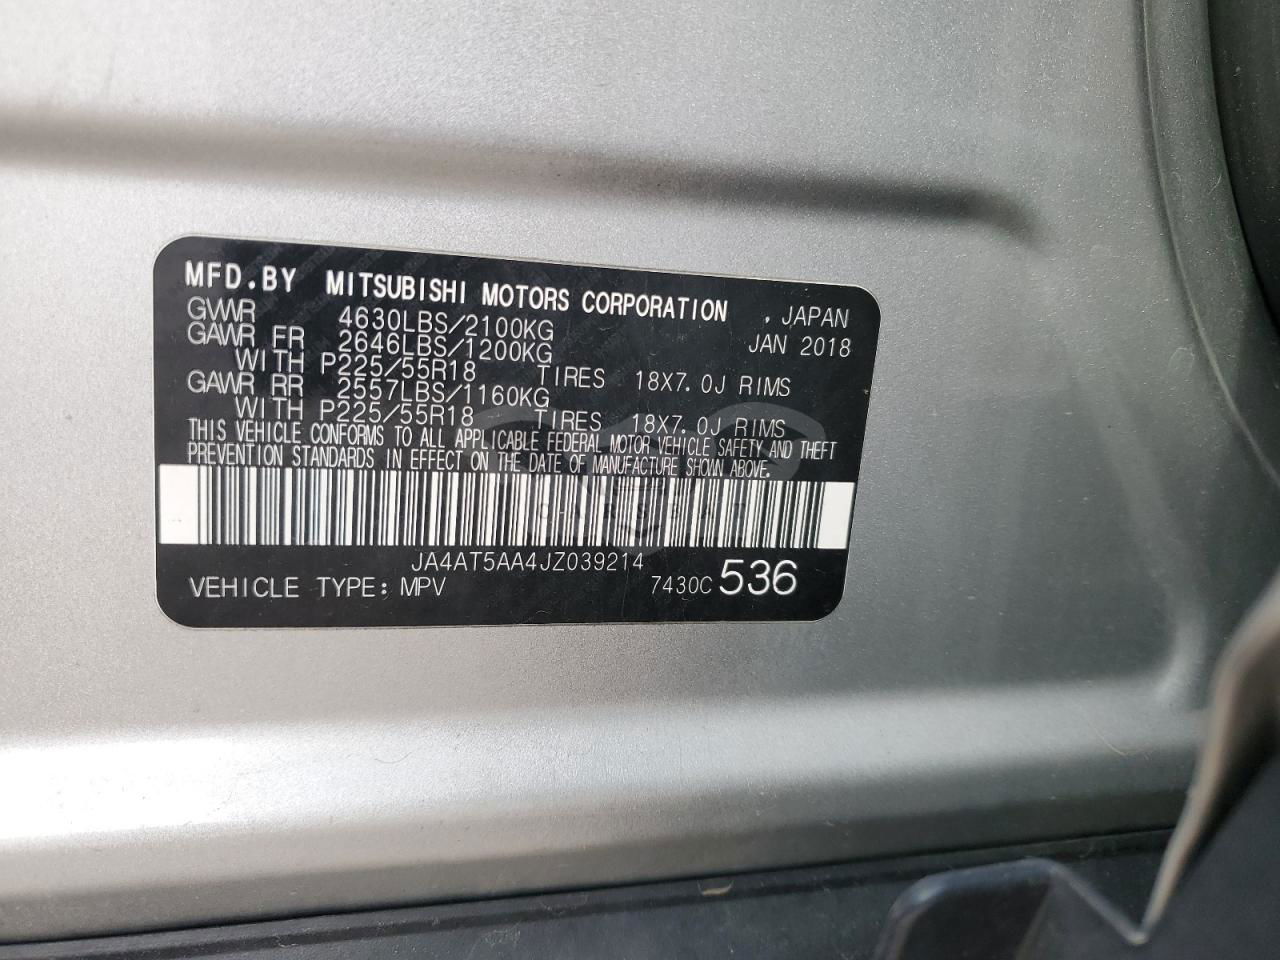 MFD.BY MITSUBISHI MOTORS CORPORATION , JAPAN
GVWR 4630LBS/2100KG JAN 2018
GAWR FR 2646LBS/1200KG
WITH P225/55R18 TIRES 18X7.0J RIMS
GAWR RR 2557LBS/1160KG
WITH P225/55R18 TIRES 18X7.0J RIMS
THIS VEHICLE CONFORMS TO ALL APPLICABLE FEDERAL MOTOR VEHICLE SAFETY AND THEFT
PREVENTION STANDARDS IN EFFECT ON THE DATE OF MANUFACTURE SHOWN ABOVE.
JA4AT5AA4JZ039214
VEHICLE TYPE: MPV 7430C 536